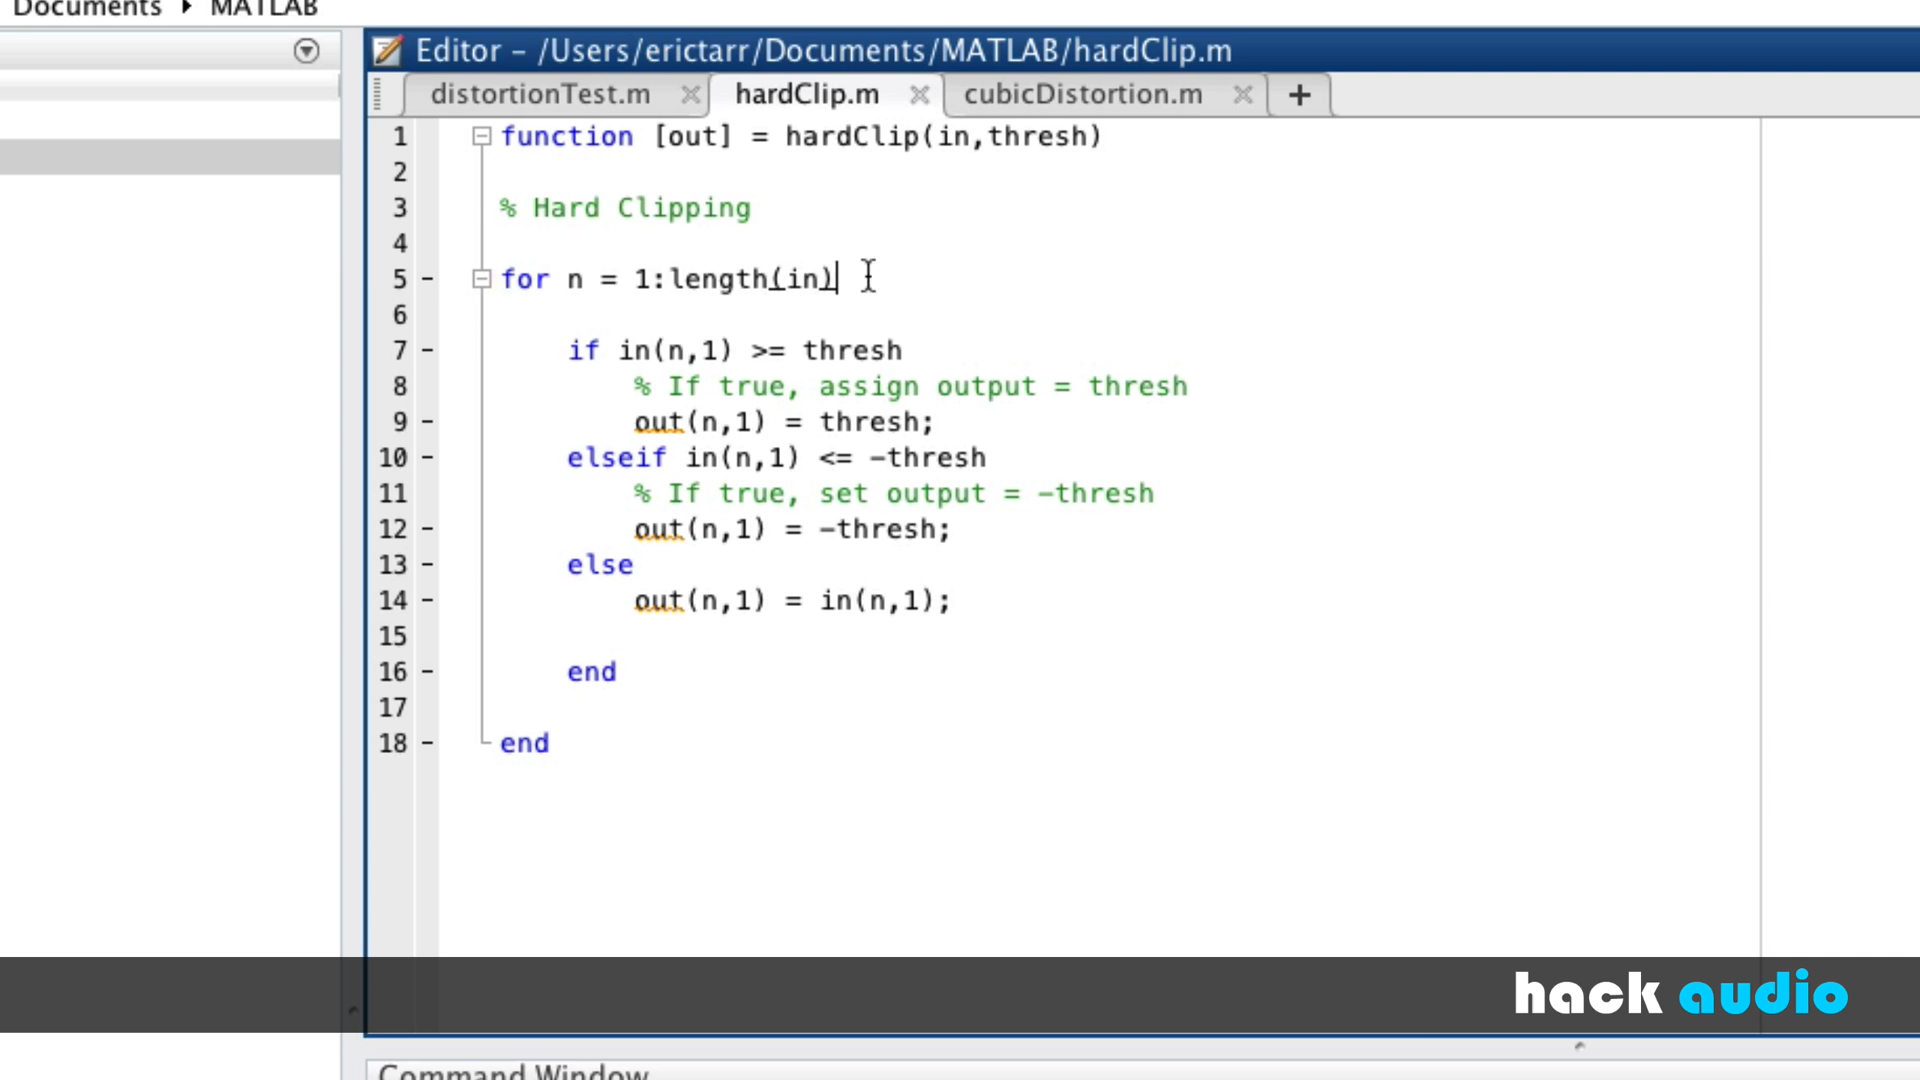 Documents ▸ MATLAB
Editor – /Users/erictarr/Documents/MATLAB/hardClip.m
distortionTest.m × hardClip.m × cubicDistortion.m × +
1 function [out] = hardClip(in,thresh)
2
3 % Hard Clipping
4
5 – for n = 1:length(in)
6
7 – if in(n,1) >= thresh
8 % If true, assign output = thresh
9 – out(n,1) = thresh;
10 – elseif in(n,1) <= –thresh
11 % If true, set output = –thresh
12 – out(n,1) = –thresh;
13 – else
14 – out(n,1) = in(n,1);
15
16 – end
17
18 – end
hack audio
Command Window